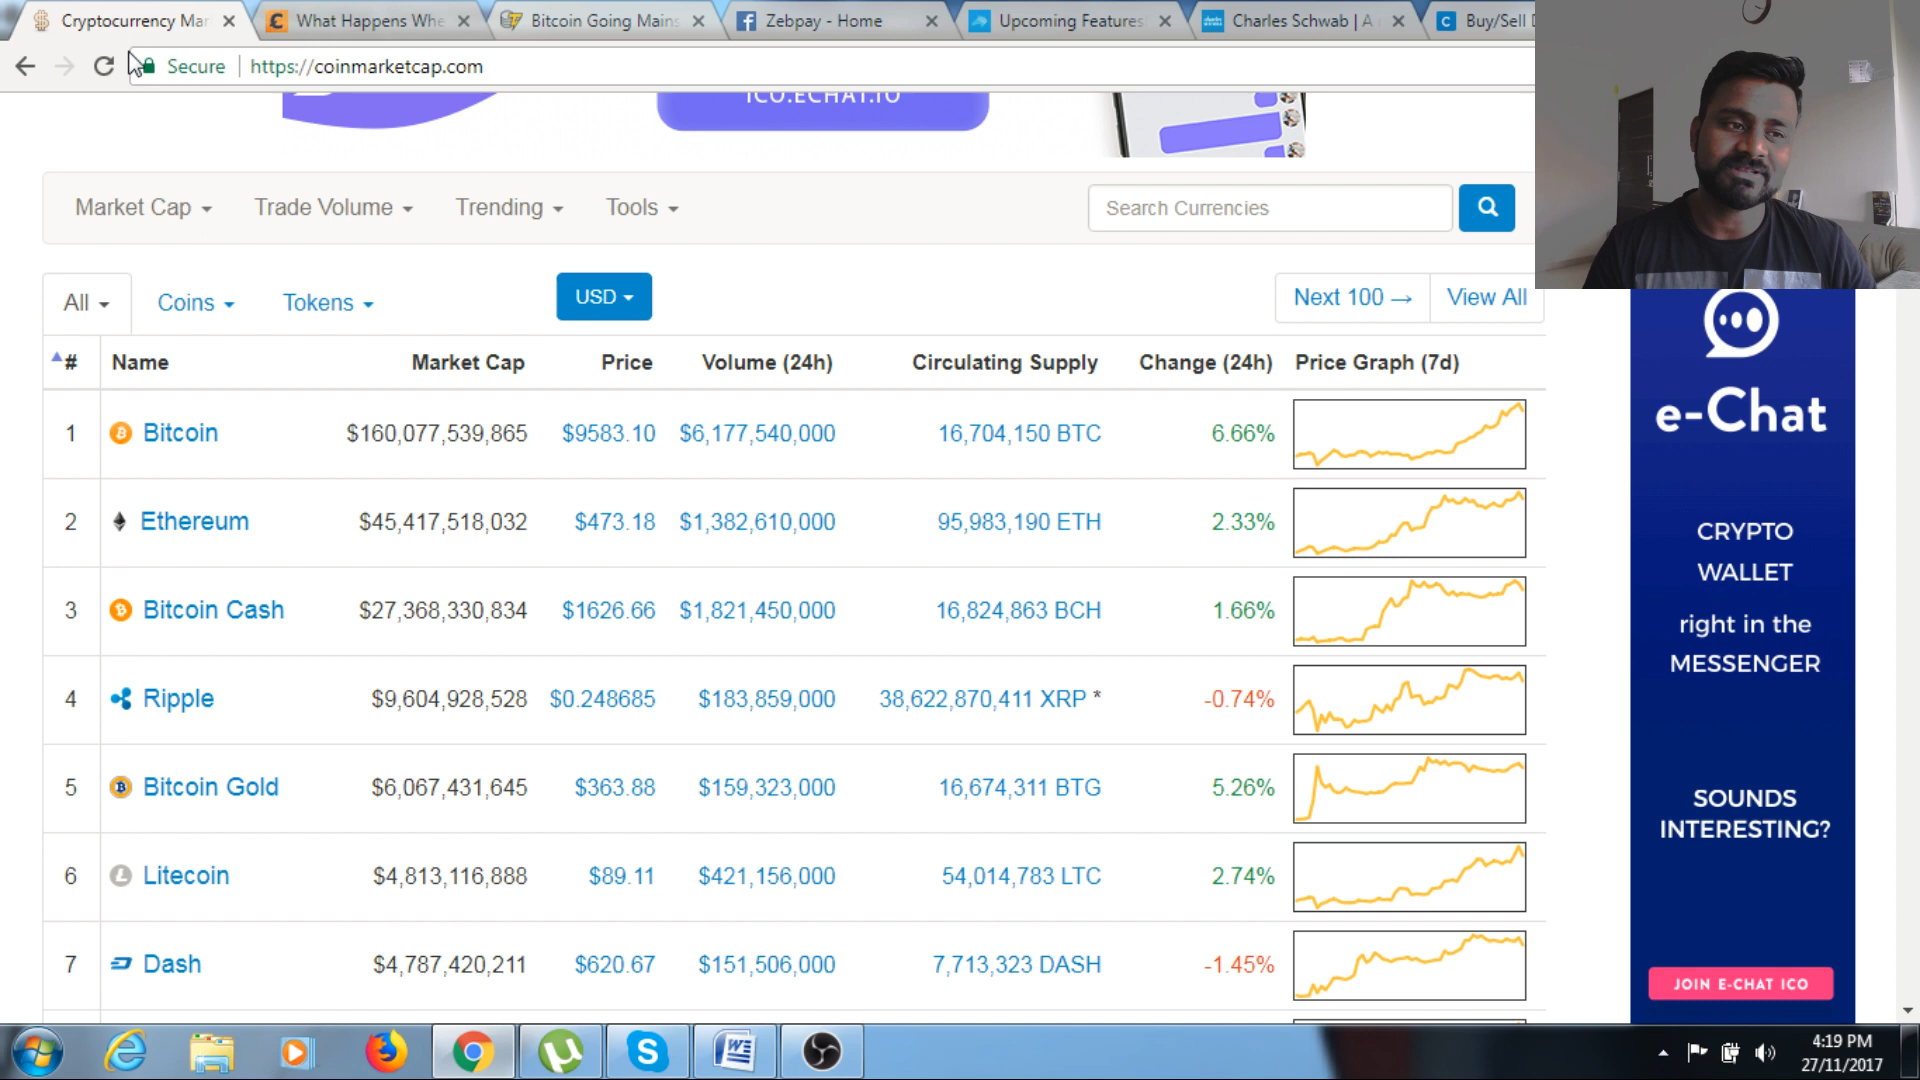 Cryptocurrency Mar
What Happens Whe
Bitcoin Going Mains
Zebpay - Home
Upcoming Features
Charles Schwab | A
Buy/Sell D
Secure
https://coinmarketcap.com
ICO.ECHAT.IO
Market Cap
Trade Volume
Trending
Tools
Search Currencies
All
Coins
Tokens
USD
Next 100 →
View All
# Name Market Cap Price Volume (24h) Circulating Supply Change (24h) Price Graph (7d)
1 Bitcoin $160,077,539,865 $9583.10 $6,177,540,000 16,704,150 BTC 6.66%
2 Ethereum $45,417,518,032 $473.18 $1,382,610,000 95,983,190 ETH 2.33%
3 Bitcoin Cash $27,368,330,834 $1626.66 $1,821,450,000 16,824,863 BCH 1.66%
4 Ripple $9,604,928,528 $0.248685 $183,859,000 38,622,870,411 XRP * -0.74%
5 Bitcoin Gold $6,067,431,645 $363.88 $159,323,000 16,674,311 BTG 5.26%
6 Litecoin $4,813,116,888 $89.11 $421,156,000 54,014,783 LTC 2.74%
7 Dash $4,787,420,211 $620.67 $151,506,000 7,713,323 DASH -1.45%
e-Chat
CRYPTO
WALLET
right in the
MESSENGER
SOUNDS
INTERESTING?
JOIN E-CHAT ICO
4:19 PM
27/11/2017